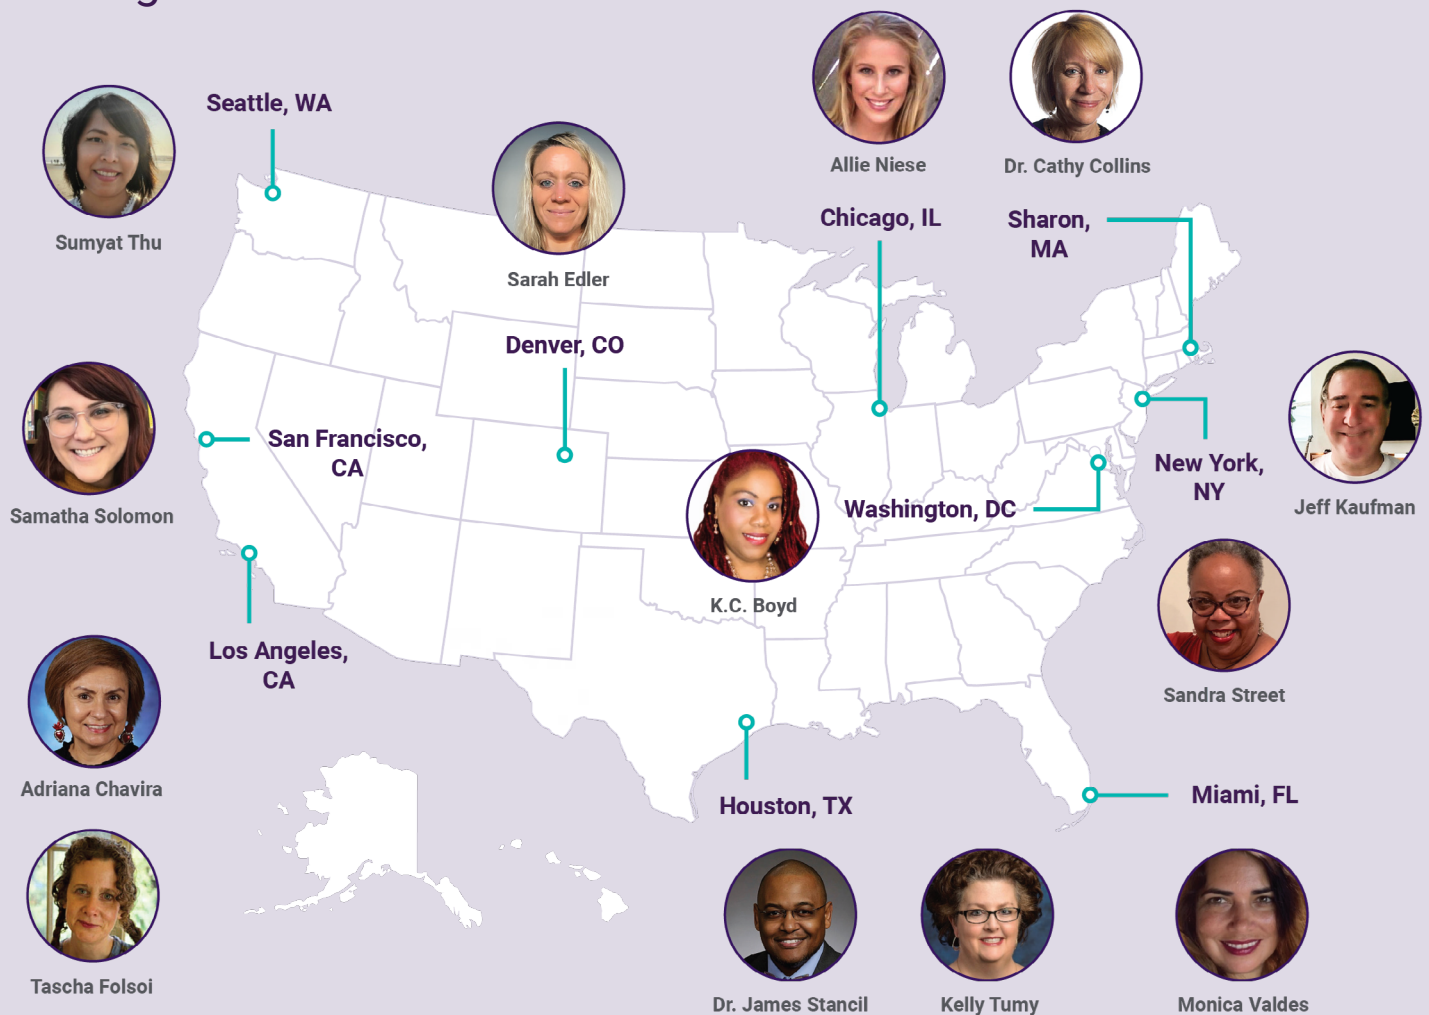 Seattle, WA
Sumyat Thu
Sarah Edler
Allie Niese
Dr. Cathy Collins
Chicago, IL
Sharon,
MA
Denver, CO
San Francisco,
CA
Samatha Solomon
Washington, DC
New York,
NY
Jeff Kaufman
K.C. Boyd
Los Angeles,
CA
Sandra Street
Adriana Chavira
Houston, TX
Miami, FL
Tascha Folsoi
Dr. James Stancil
Kelly Tumy
Monica Valdes